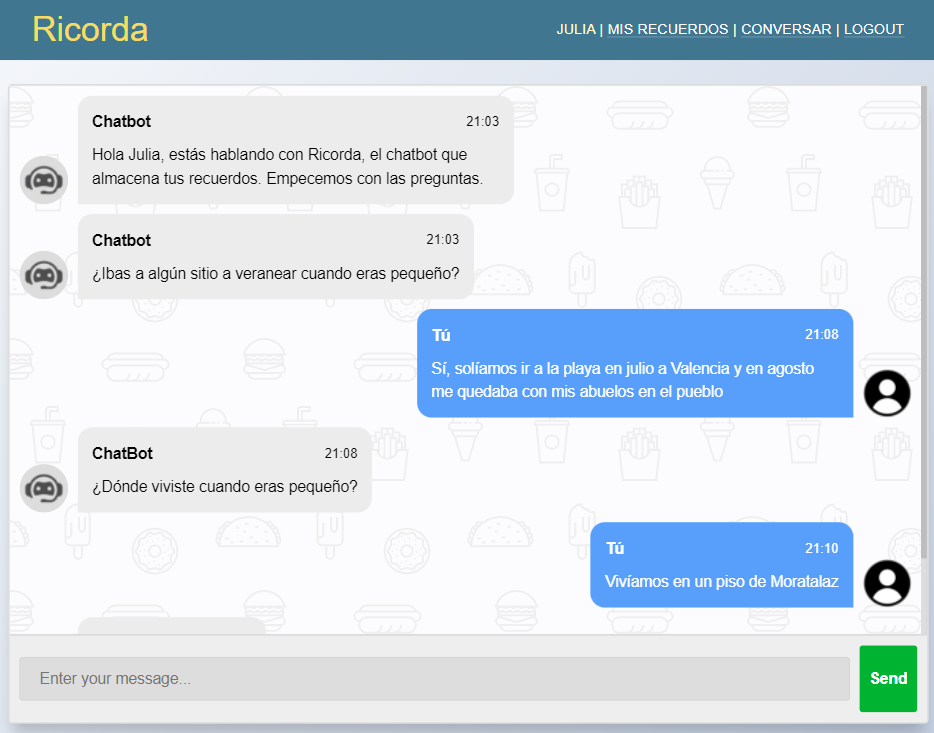 Ricorda
JULIA | MIS RECUERDOS | CONVERSAR | LOGOUT
Chatbot 21:03
Hola Julia, estás hablando con Ricorda, el chatbot que
almacena tus recuerdos. Empecemos con las preguntas.
Chatbot 21:03
¿Ibas a algún sitio a veranear cuando eras pequeño?
Tú 21:08
Sí, solíamos ir a la playa en julio a Valencia y en agosto
me quedaba con mis abuelos en el pueblo
ChatBot 21:08
¿Dónde viviste cuando eras pequeño?
Tú 21:10
Vivíamos en un piso de Moratalaz
Enter your message...
Send